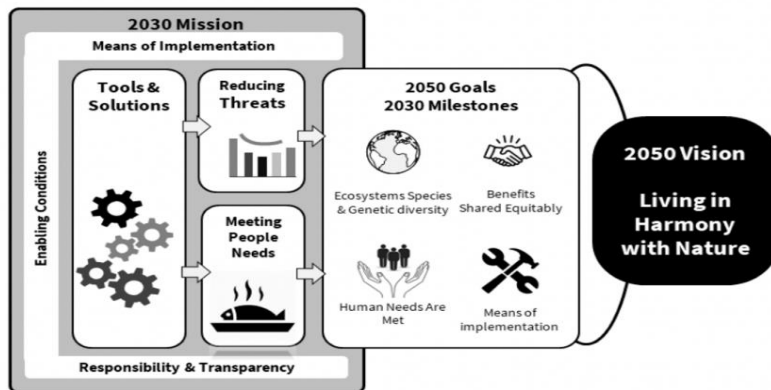 2030 Mission
Means of Implementation
Enabling Conditions
Tools &
Solutions
Reducing
Threats
Meeting
People
Needs
Responsibility & Transparency
2050 Goals
2030 Milestones
Ecosystems Species
& Genetic diversity
Benefits
Shared Equitably
Human Needs Are
Met
Means of
implementation
2050 Vision
Living in
Harmony
with Nature